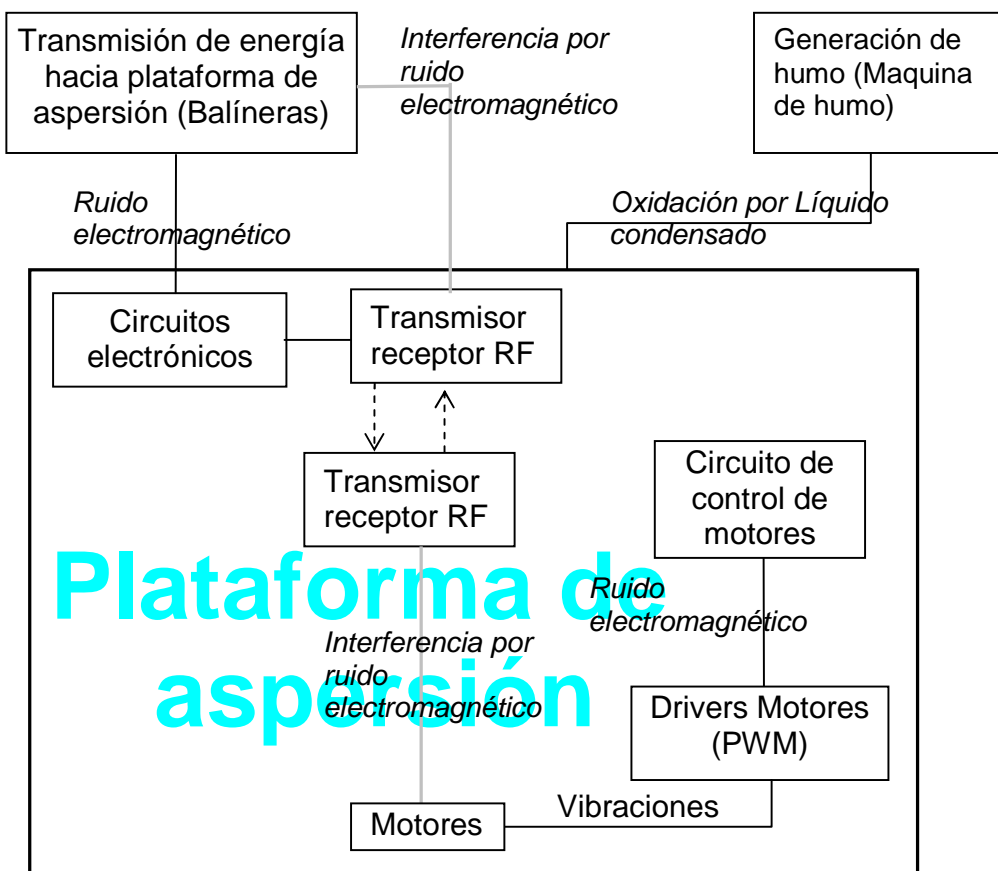 Transmisión de energía
hacia plataforma de
aspersión (Balíneras)
Interferencia por
ruido
electromagnético
Generación de
humo (Maquina
de humo)
Ruido
electromagnético
Oxidación por Líquido
condensado
Circuitos
electrónicos
Transmisor
receptor RF
Transmisor
receptor RF
Circuito de
control de
motores
Plataforma de
aspersión
Ruido
electromagnético
Interferencia por
ruido
electromagnético
Drivers Motores
(PWM)
Vibraciones
Motores